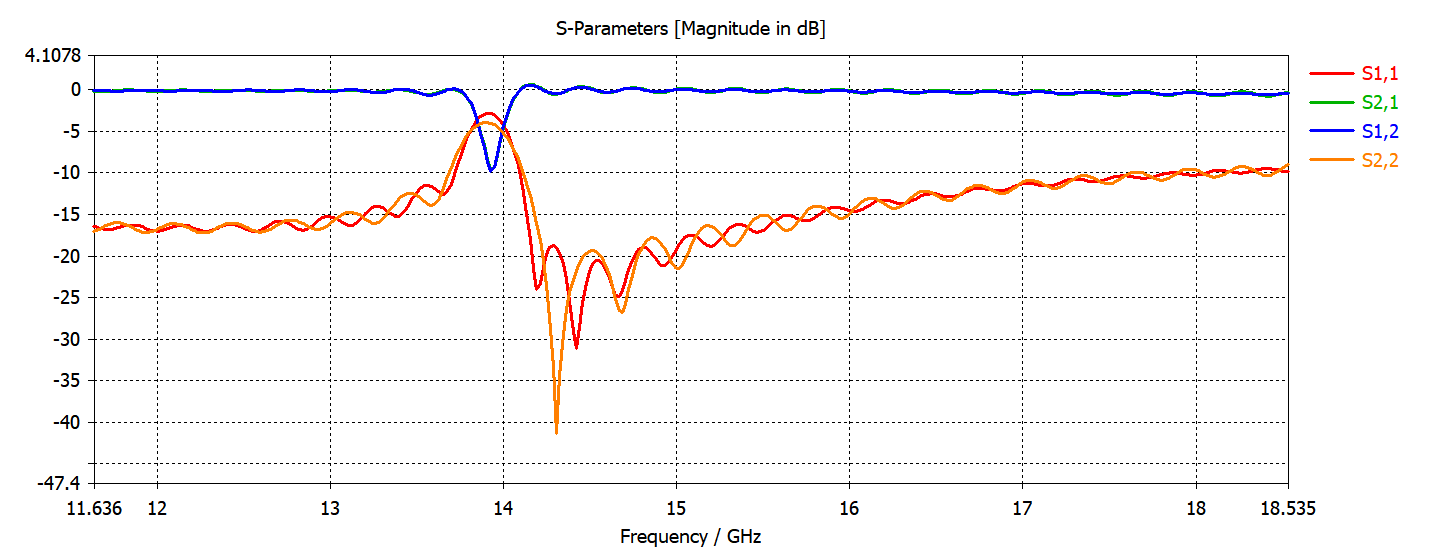 S-Parameters [Magnitude in dB]
4.1078
0
-5
-10
-15
-20
-25
-30
-35
-40
-47.4
11.636 12 13 14 15 16 17 18 18.535
Frequency / GHz
S1,1
S2,1
S1,2
S2,2